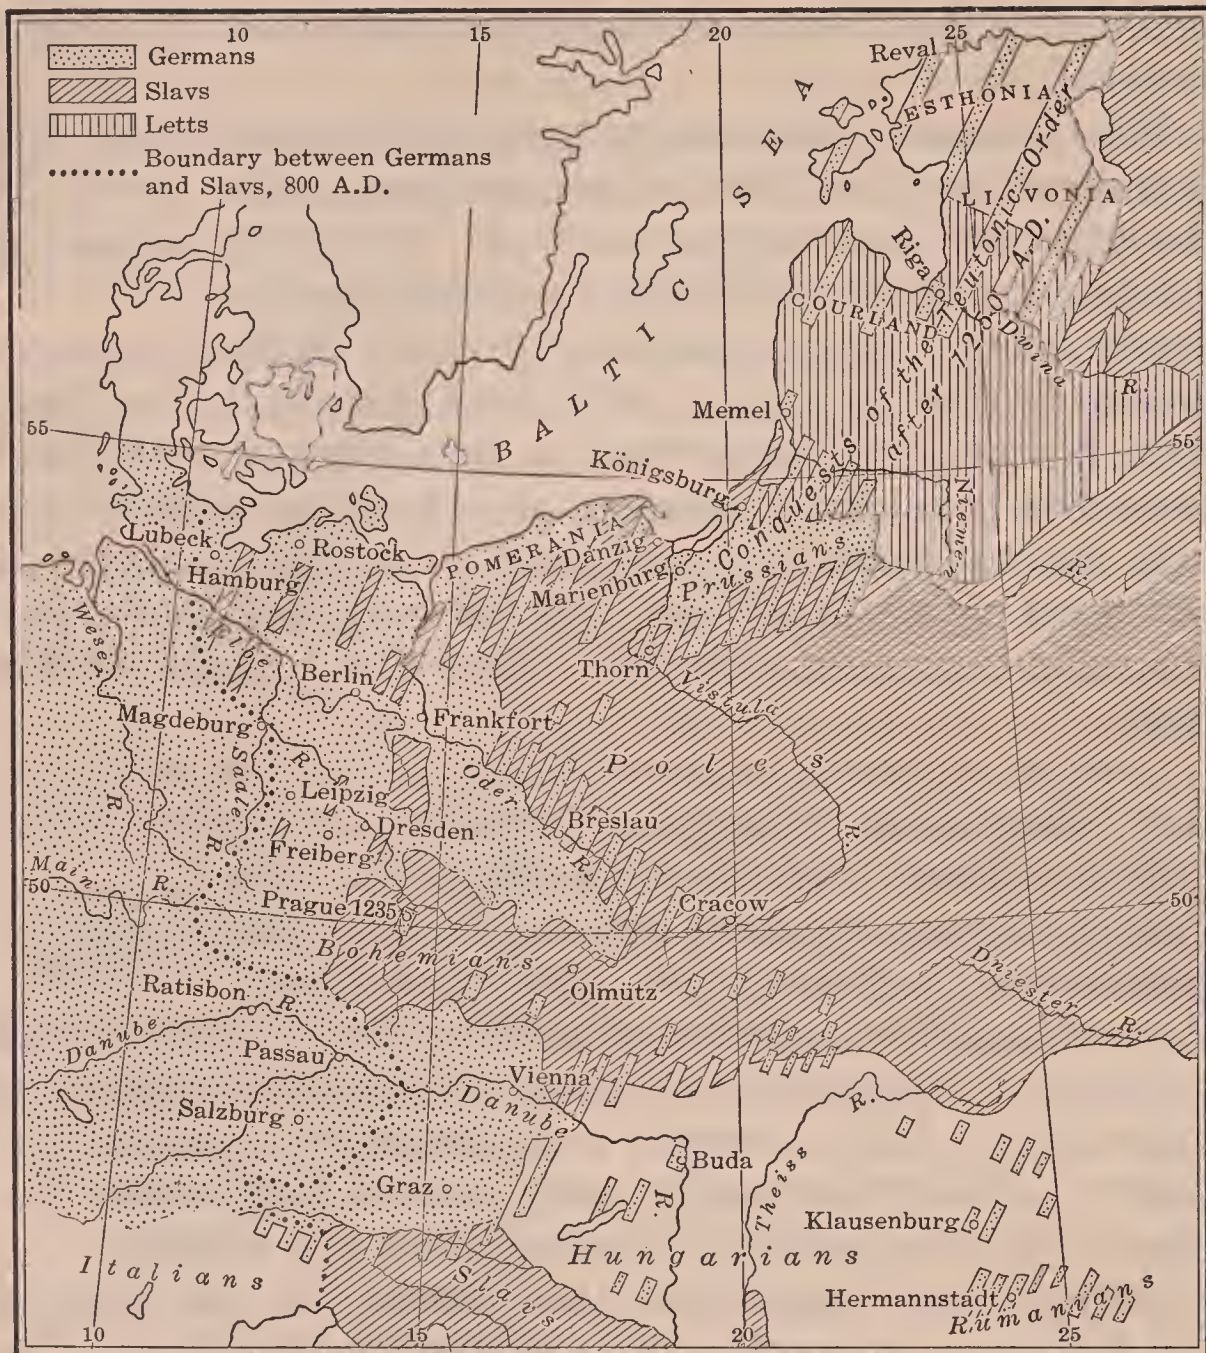 10
15
20
25
Germans
Slavs
Letts
Boundary between Germans
and Slavs, 800 A.D.
Reval
ESTHONIA
LIVONIA
Riga
COURLAND
Conquests of the Teutonic Order
after 1250 A.D.
Dwina
R.
BALTIC SEA
55
55
Memel
Königsburg
Niemen
R.
Lübeck
Rostock
Hamburg
POMERANIA
Danzig
Marienburg
Prussians
Weser
R.
Elbe
R.
Berlin
Thorn
Vistula
R.
Magdeburg
Frankfort
Saale
R.
Oder
R.
Poles
Leipzig
Dresden
Freiberg
Breslau
Main
R.
50
50
Prague 1235
Cracow
Bohemians
Olmütz
Dniester
R.
Ratisbon
Danube
R.
Passau
Vienna
Danube
R.
Salzburg
Theiss
R.
Buda
Graz
Klausenburg
Italians
Hungarians
Slavs
Hermannstadt
Rumanians
10
15
20
25